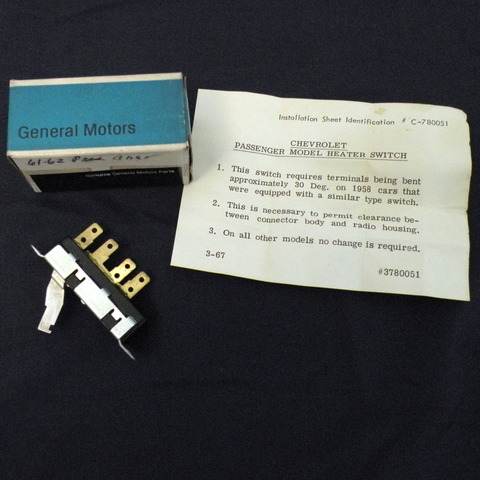 General Motors
61-62
Genuine General Motors Parts
Installation Sheet Identification # C-780051
CHEVROLET
PASSENGER MODEL HEATER SWITCH
1. This switch requires terminals being bent
approximately 30 Deg. on 1958 cars that
were equipped with a similar type switch.
2. This is necessary to permit clearance be-
tween connector body and radio housing.
3. On all other models no change is required.
3-67
#3780051